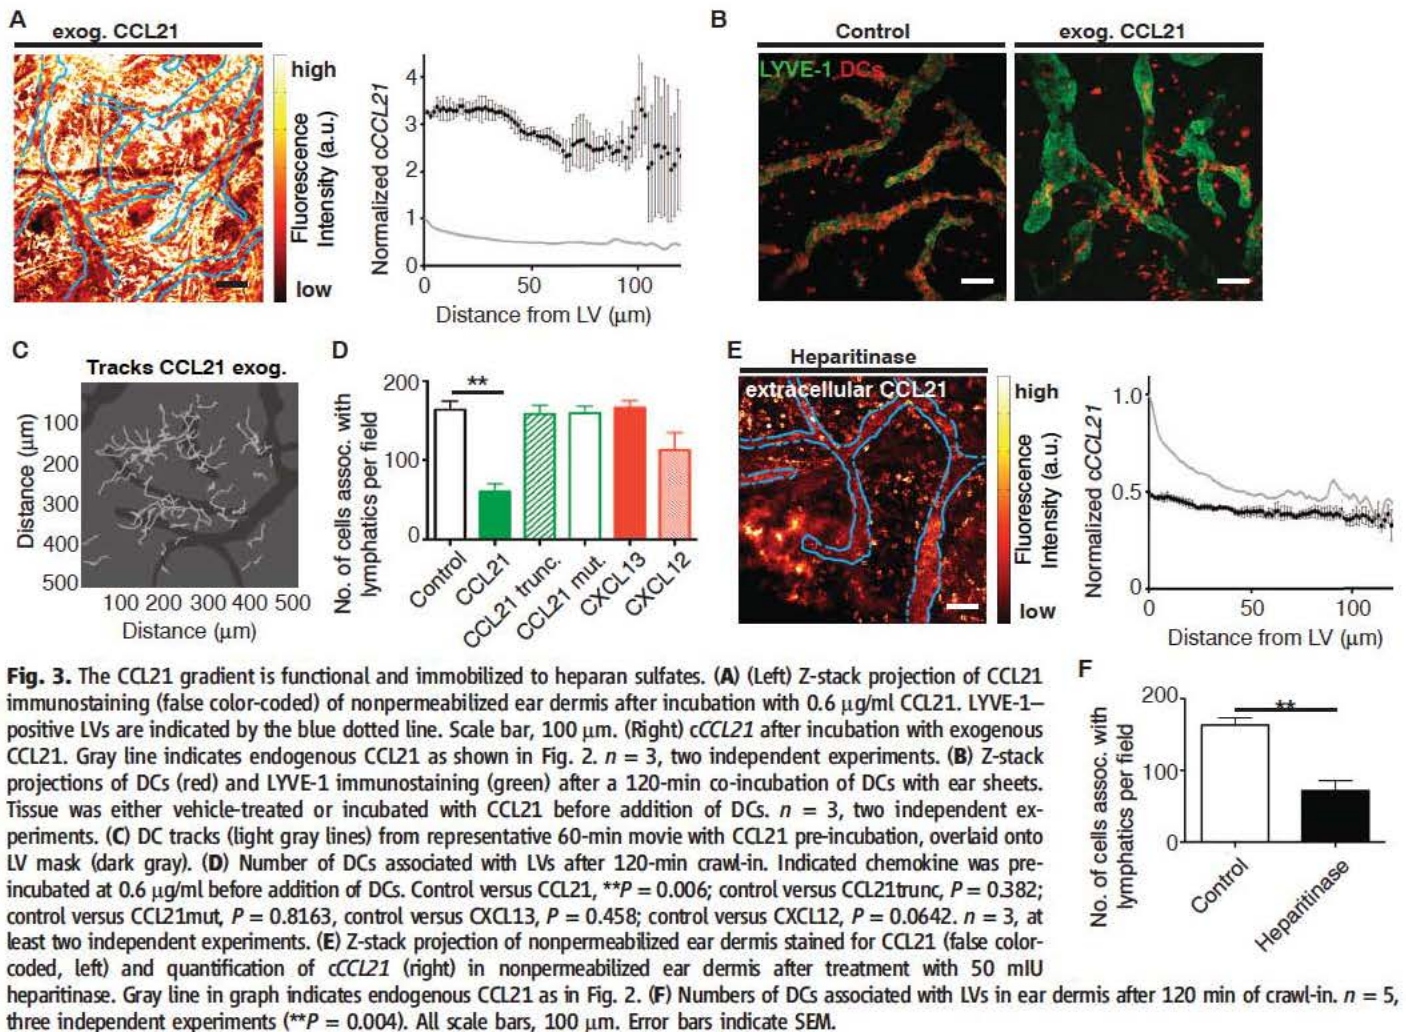 A
exog. CCL21
high
Fluorescence
Intensity (a.u.)
low
Normalized cCCL21
4
3
2
1
0
0
50
100
Distance from LV (μm)
B
Control
exog. CCL21
LYVE-1 DCs
C
Tracks CCL21 exog.
Distance (μm)
100
200
300
400
500
100 200 300 400 500
Distance (μm)
D
No. of cells assoc. with
lymphatics per field
200
100
0
**
Control
CCL21
CCL21 trunc.
CCL21 mut.
CXCL13
CXCL12
E
Heparitinase
extracellular CCL21
high
Fluorescence
Intensity (a.u.)
low
Normalized cCCL21
1.0
0.5
0
0
50
100
Distance from LV (μm)
Fig. 3. The CCL21 gradient is functional and immobilized to heparan sulfates. (A) (Left) Z-stack projection of CCL21
immunostaining (false color-coded) of nonpermeabilized ear dermis after incubation with 0.6 μg/ml CCL21. LYVE-1–
positive LVs are indicated by the blue dotted line. Scale bar, 100 μm. (Right) cCCL21 after incubation with exogenous
CCL21. Gray line indicates endogenous CCL21 as shown in Fig. 2. n = 3, two independent experiments. (B) Z-stack
projections of DCs (red) and LYVE-1 immunostaining (green) after a 120-min co-incubation of DCs with ear sheets.
Tissue was either vehicle-treated or incubated with CCL21 before addition of DCs. n = 3, two independent ex-
periments. (C) DC tracks (light gray lines) from representative 60-min movie with CCL21 pre-incubation, overlaid onto
LV mask (dark gray). (D) Number of DCs associated with LVs after 120-min crawl-in. Indicated chemokine was pre-
incubated at 0.6 μg/ml before addition of DCs. Control versus CCL21, **P = 0.006; control versus CCL21trunc, P = 0.382;
control versus CCL21mut, P = 0.8163, control versus CXCL13, P = 0.458; control versus CXCL12, P = 0.0642. n = 3, at
least two independent experiments. (E) Z-stack projection of nonpermeabilized ear dermis stained for CCL21 (false color-
coded, left) and quantification of cCCL21 (right) in nonpermeabilized ear dermis after treatment with 50 mIU
heparitinase. Gray line in graph indicates endogenous CCL21 as in Fig. 2. (F) Numbers of DCs associated with LVs in ear dermis after 120 min of crawl-in. n = 5,
three independent experiments (**P = 0.004). All scale bars, 100 μm. Error bars indicate SEM.
F
No. of cells assoc. with
lymphatics per field
200
100
0
**
Control
Heparitinase